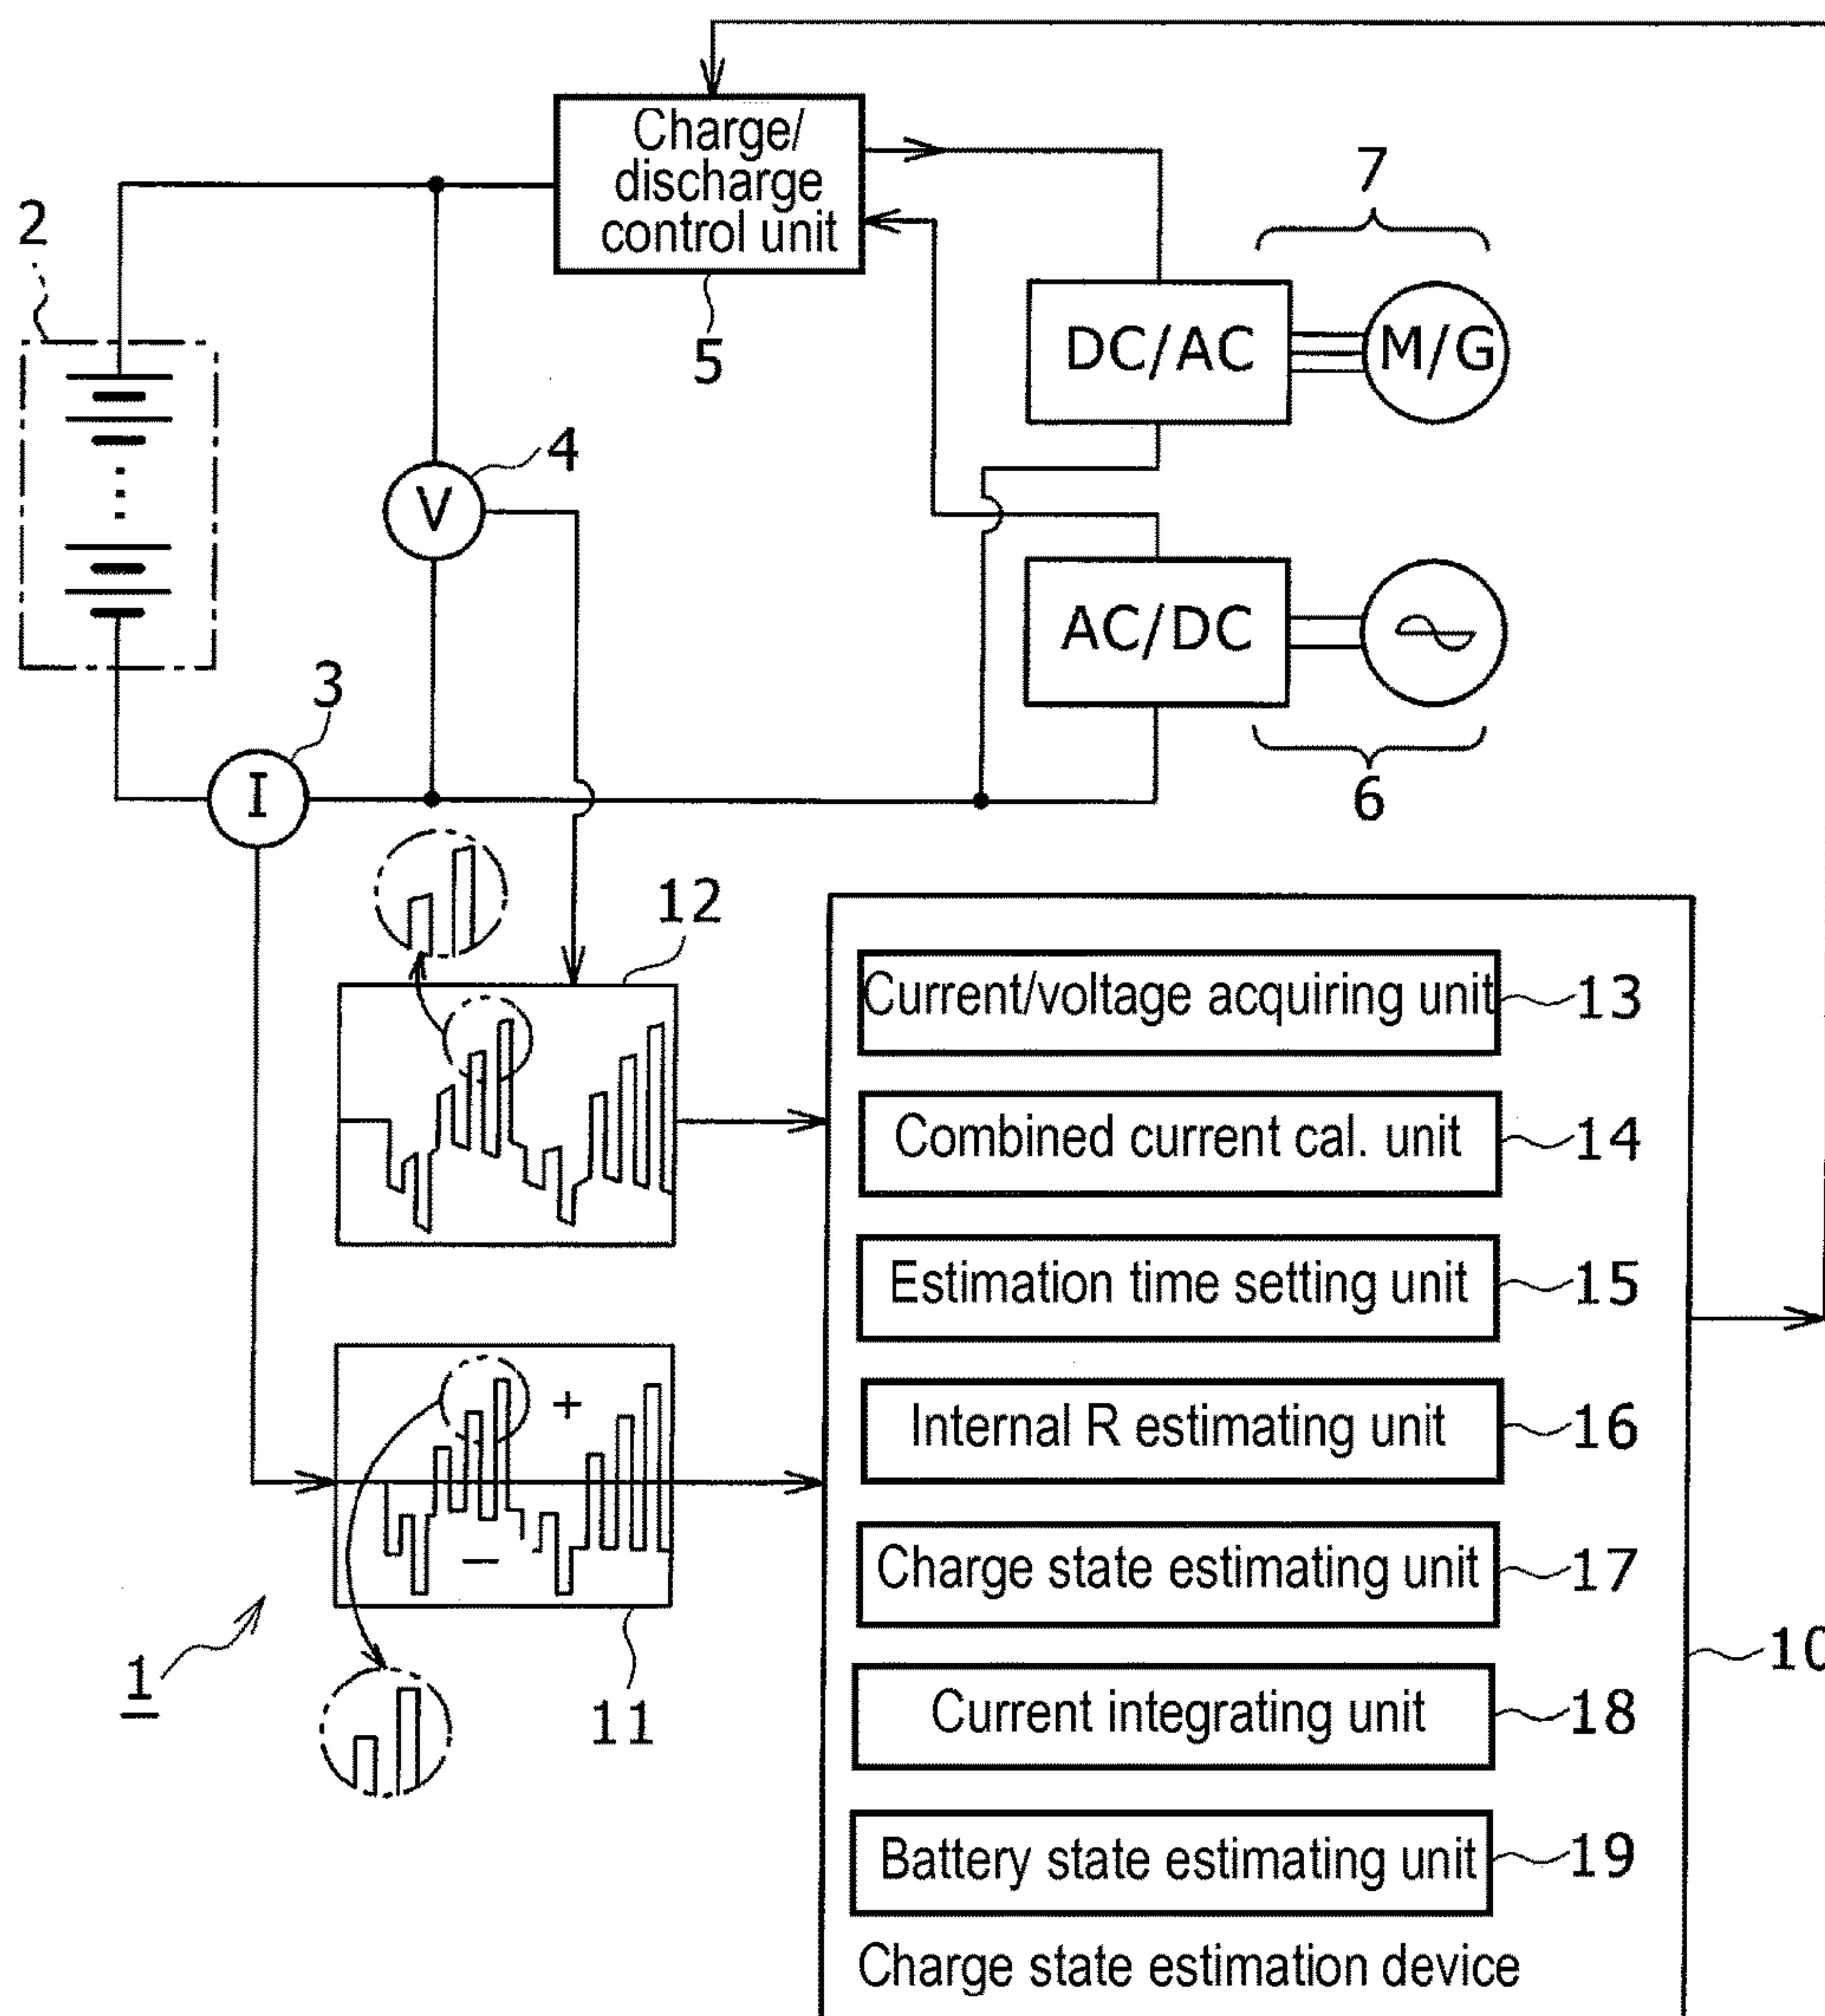 Charge/
discharge
control unit
5
7
2
DC/AC
M/G
4
V
AC/DC
6
3
I
12
Current/voltage acquiring unit
13
Combined current cal. unit
14
Estimation time setting unit
15
+
−
11
Internal R estimating unit
16
Charge state estimating unit
17
1
10
Current integrating unit
18
Battery state estimating unit
19
Charge state estimation device